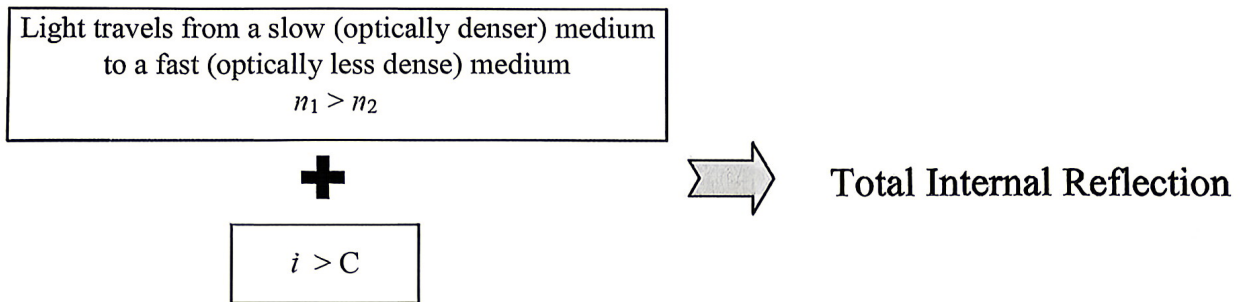 Light travels from a slow (optically denser) medium
to a fast (optically less dense) medium
n₁ > n₂
+
i > C
Total Internal Reflection